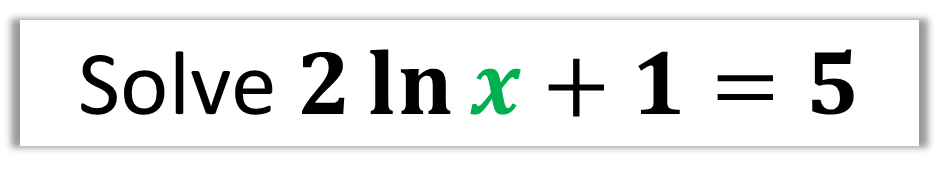 Solve 2 ln x + 1 = 5